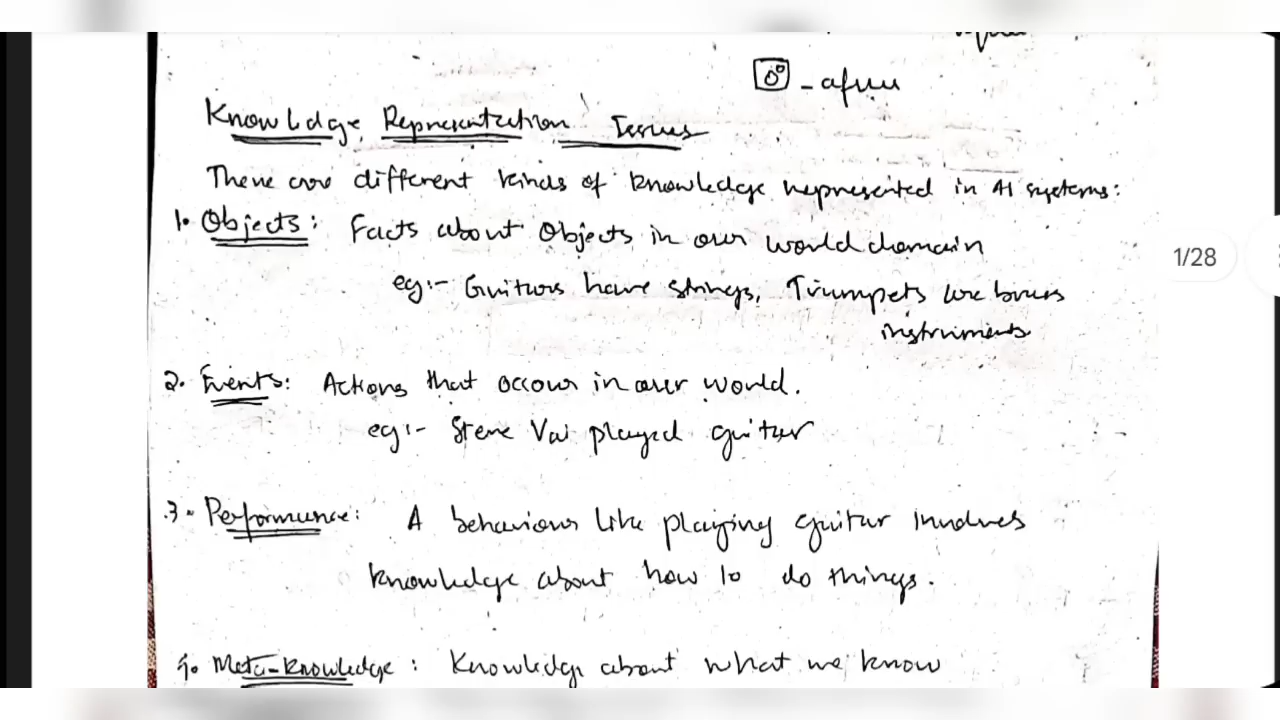 - afuu
Knowledge Representation Issues
There are different kinds of knowledge represented in AI systems:
1. Objects: Facts about Objects in our world domain
eg:- Guitars have strings, Trumpets are brass
instruments
2. Events: Actions that occur in our world.
eg:- Steve Vai played guitar
3. Performance: A behaviour like playing guitar involves
knowledge about how to do things.
4. Meta-knowledge: Knowledge about what we know
1/28